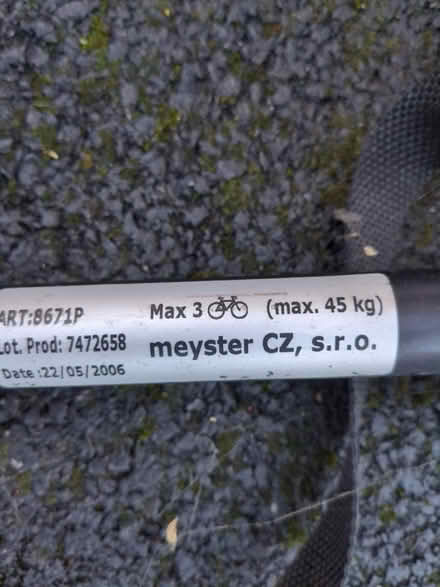 ART:8671P
Max 3 (max. 45 kg)
Lot. Prod: 7472658
meyster CZ, s.r.o.
Date :22/05/2006